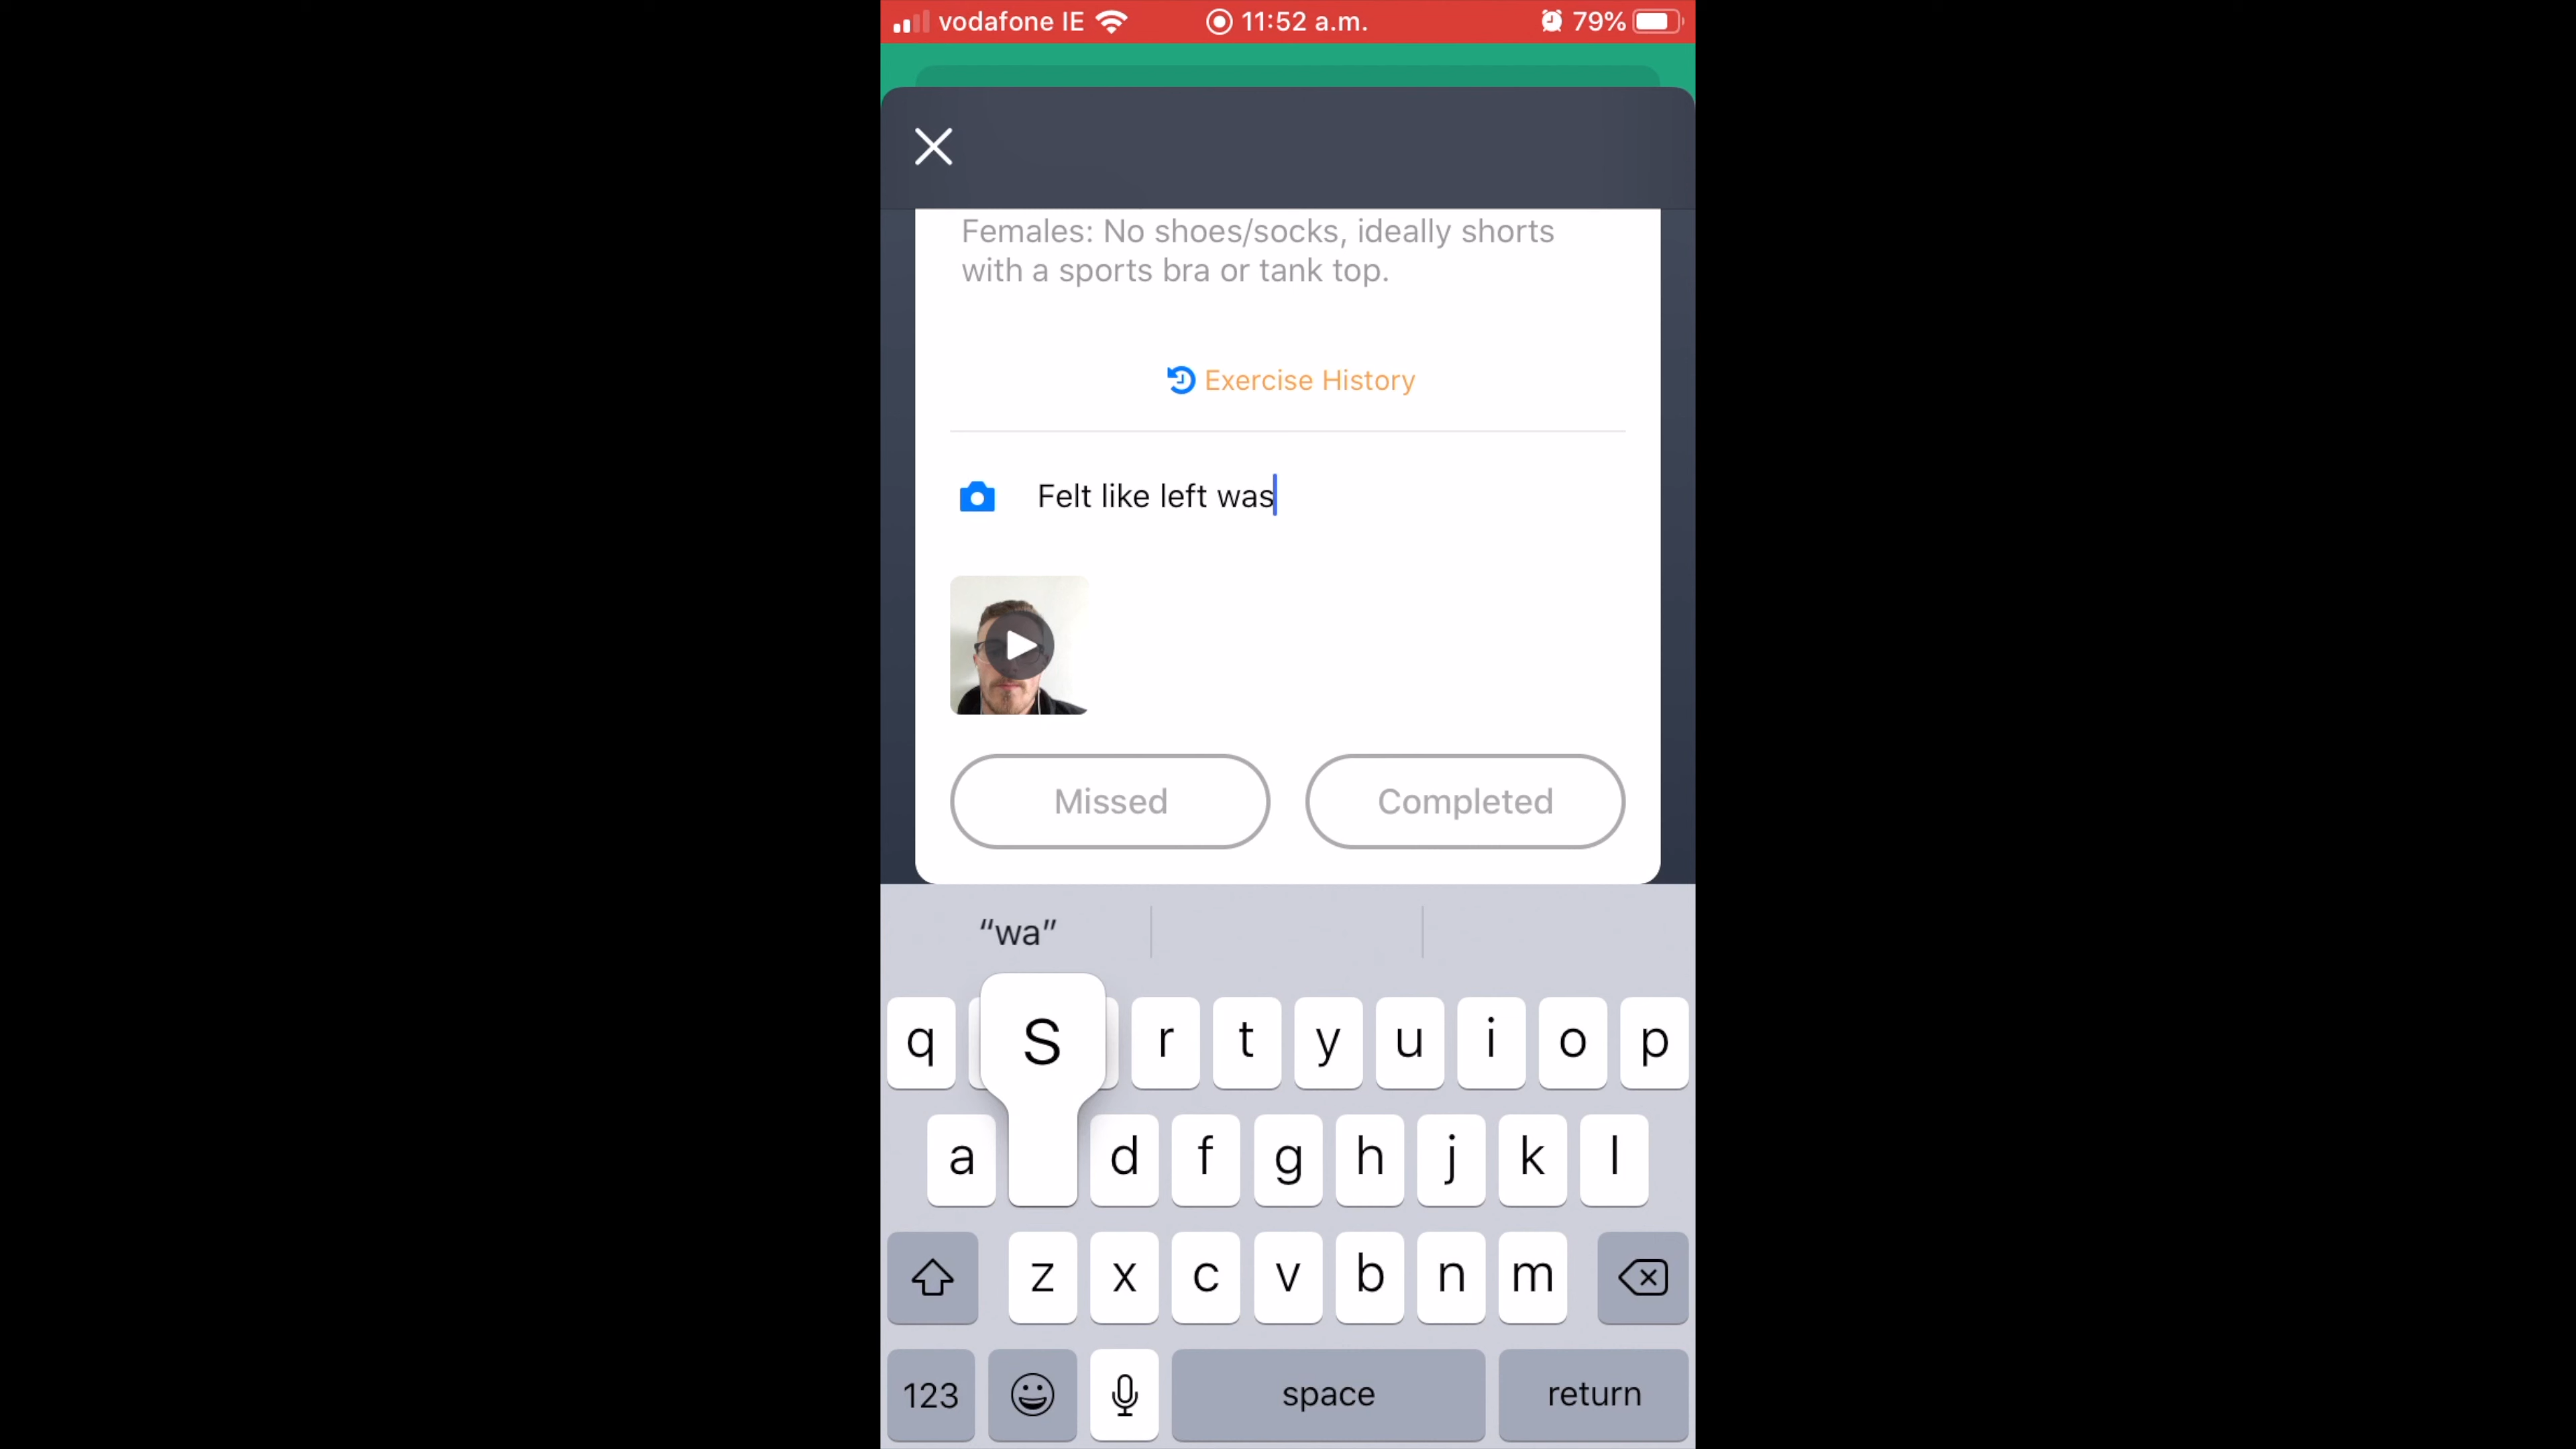 vodafone IE 11:52 a.m. 79%
Females: No shoes/socks, ideally shorts
with a sports bra or tank top.
Exercise History
Felt like left was
Missed Completed
“wa”
q S r t y u i o p
a d f g h j k l
z x c v b n m
123 space return